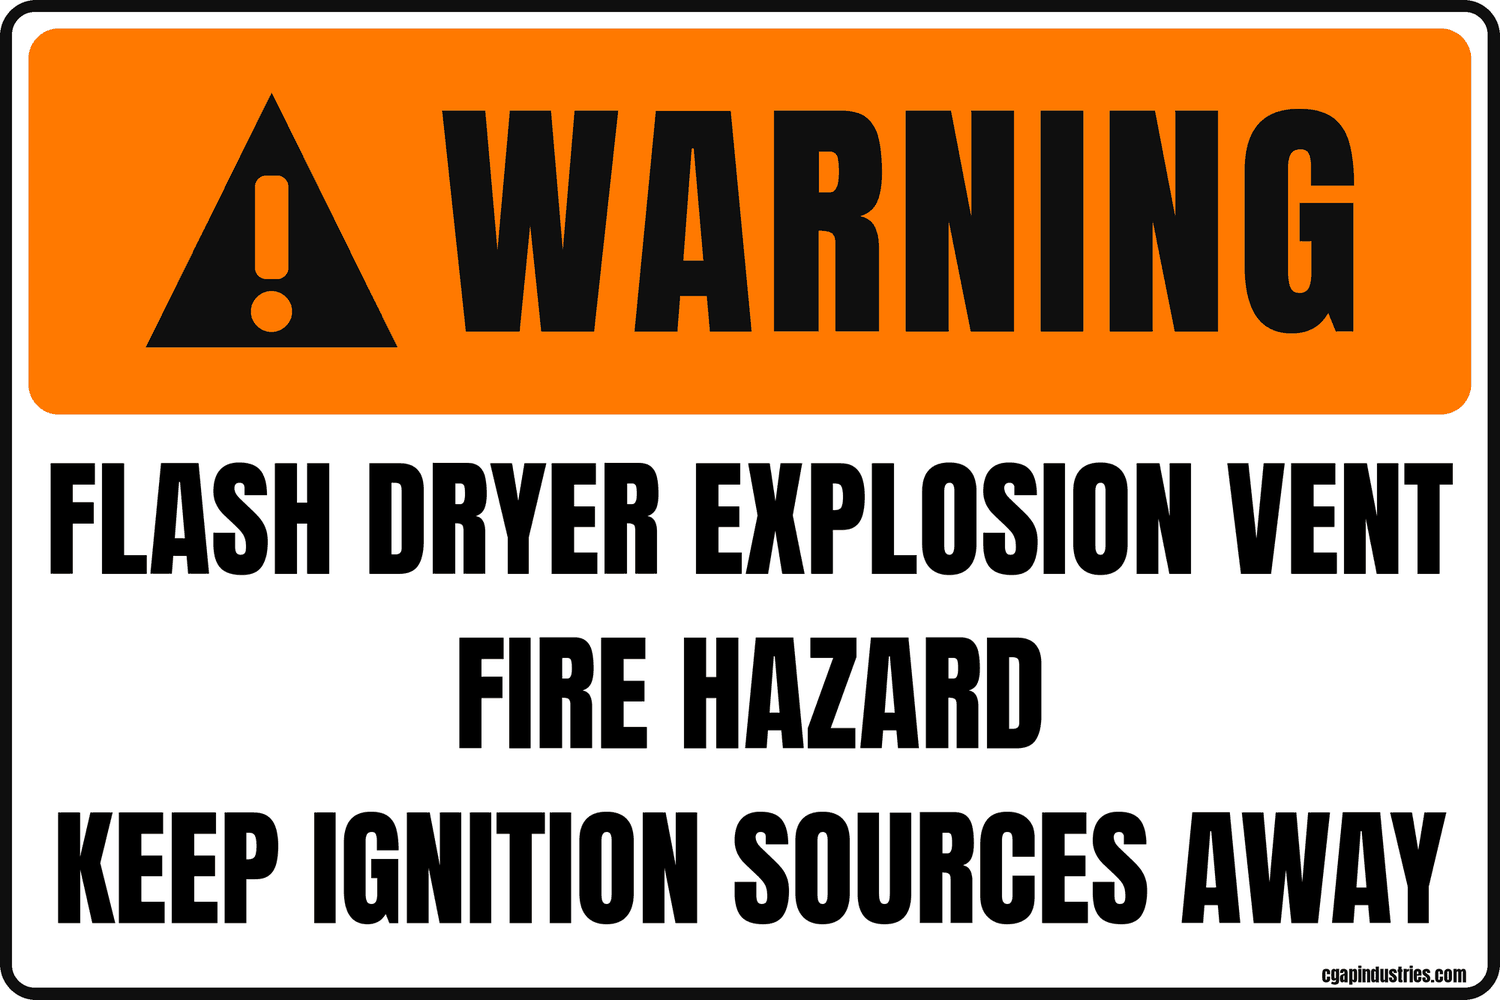 WARNING
FLASH DRYER EXPLOSION VENT
FIRE HAZARD
KEEP IGNITION SOURCES AWAY
cgapindustries.com